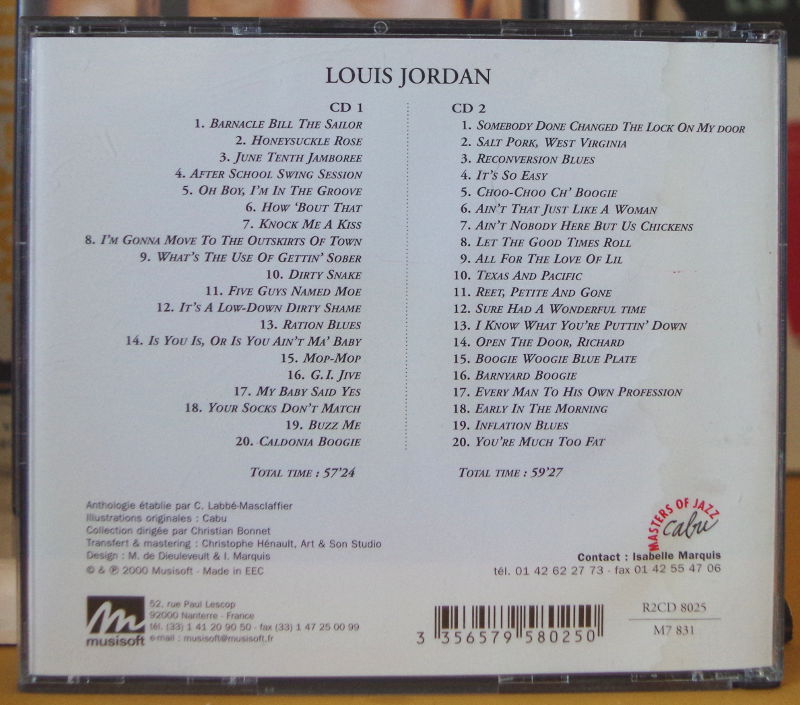 LOUIS JORDAN
CD 1
1. BARNACLE BILL THE SAILOR
2. HONEYSUCKLE ROSE
3. JUNE TENTH JAMBOREE
4. AFTER SCHOOL SWING SESSION
5. OH BOY, I'M IN THE GROOVE
6. HOW 'BOUT THAT
7. KNOCK ME A KISS
8. I'M GONNA MOVE TO THE OUTSKIRTS OF TOWN
9. WHAT'S THE USE OF GETTIN' SOBER
10. DIRTY SNAKE
11. FIVE GUYS NAMED MOE
12. IT'S A LOW-DOWN DIRTY SHAME
13. RATION BLUES
14. IS YOU IS, OR IS YOU AIN'T MA' BABY
15. MOP-MOP
16. G.I. JIVE
17. MY BABY SAID YES
18. YOUR SOCKS DON'T MATCH
19. BUZZ ME
20. CALDONIA BOOGIE
TOTAL TIME : 57'24
CD 2
1. SOMEBODY DONE CHANGED THE LOCK ON MY DOOR
2. SALT PORK, WEST VIRGINIA
3. RECONVERSION BLUES
4. IT'S SO EASY
5. CHOO-CHOO CH' BOOGIE
6. AIN'T THAT JUST LIKE A WOMAN
7. AIN'T NOBODY HERE BUT US CHICKENS
8. LET THE GOOD TIMES ROLL
9. ALL FOR THE LOVE OF LIL
10. TEXAS AND PACIFIC
11. REET, PETITE AND GONE
12. SURE HAD A WONDERFUL TIME
13. I KNOW WHAT YOU'RE PUTTIN' DOWN
14. OPEN THE DOOR, RICHARD
15. BOOGIE WOOGIE BLUE PLATE
16. BARNYARD BOOGIE
17. EVERY MAN TO HIS OWN PROFESSION
18. EARLY IN THE MORNING
19. INFLATION BLUES
20. YOU'RE MUCH TOO FAT
TOTAL TIME : 59'27
Anthologie établie par C. Labbé-Masclaffier
Illustrations originales : Cabu
Collection dirigée par Christian Bonnet
Transfert & mastering : Christophe Hénault, Art & Son Studio
Design : M. de Dieuleveult & I. Marquis
© & ℗ 2000 Musisoft - Made in EEC
MASTERS OF JAZZ
cabu
Contact : Isabelle Marquis
tél. 01 42 62 27 73 - fax 01 42 55 47 06
musisoft
52, rue Paul Lescop
92000 Nanterre - France
tél. (33) 1 41 20 90 50 - fax (33) 1 47 25 00 99
e-mail : musisoft@musisoft.fr
3 356579 580250
R2CD 8025
M7 831